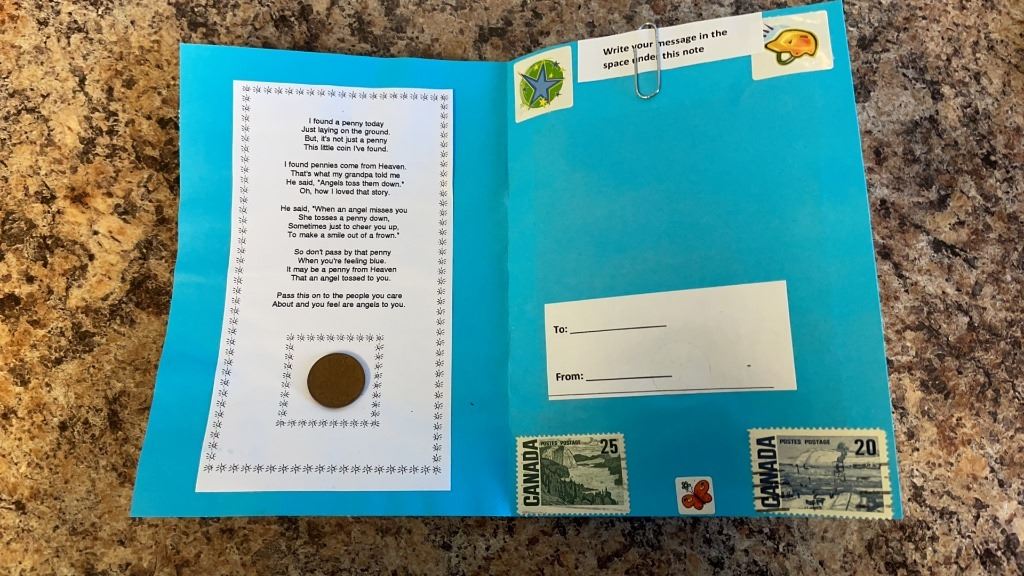 I found a penny today
Just laying on the ground.
But, it's not just a penny
This little coin I've found.
I found pennies come from Heaven.
That's what my grandpa told me
He said, "Angels toss them down."
Oh, how I loved that story.
He said, "When an angel misses you
She tosses a penny down,
Sometimes just to cheer you up,
To make a smile out of a frown."
So don't pass by that penny
When you're feeling blue.
It may be a penny from Heaven
That an angel tossed to you.
Pass this on to the people you care
About and you feel are angels to you.
Write your message in the
space under this note
To:
From:
CANADA
POSTES POSTAGE
25
CANADA
POSTES POSTAGE
20